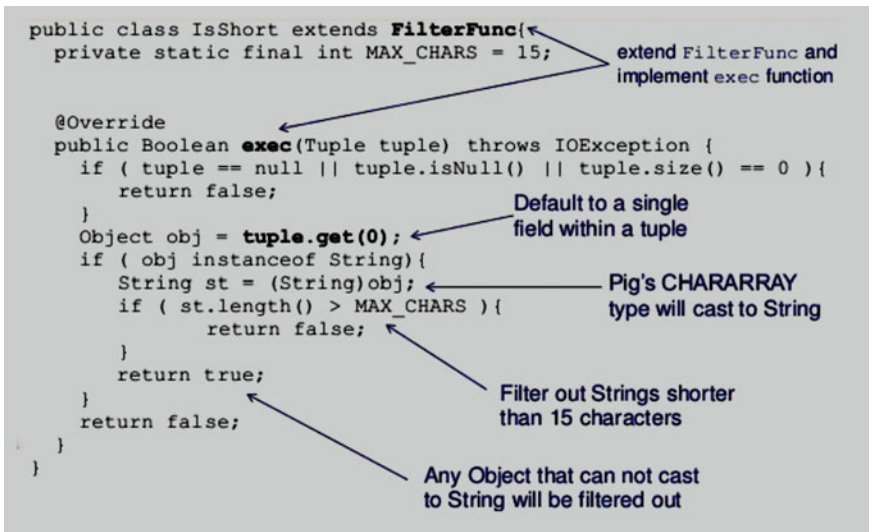 public class IsShort extends FilterFunc{
private static final int MAX_CHARS = 15;
extend FilterFunc and
implement exec function
@Override
public Boolean exec(Tuple tuple) throws IOException {
if ( tuple == null || tuple.isNull() || tuple.size() == 0 ){
return false;
}
Default to a single
field within a tuple
Object obj = tuple.get(0);
if ( obj instanceof String){
String st = (String)obj;
Pig's CHARARRAY
type will cast to String
if ( st.length() > MAX_CHARS ){
return false;
}
return true;
Filter out Strings shorter
than 15 characters
}
return false;
}
}
Any Object that can not cast
to String will be filtered out